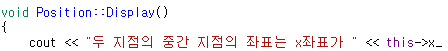 void Position::Display()
{
cout << "두 지점의 중간 지점의 좌표는 x좌표가 " << this->x_